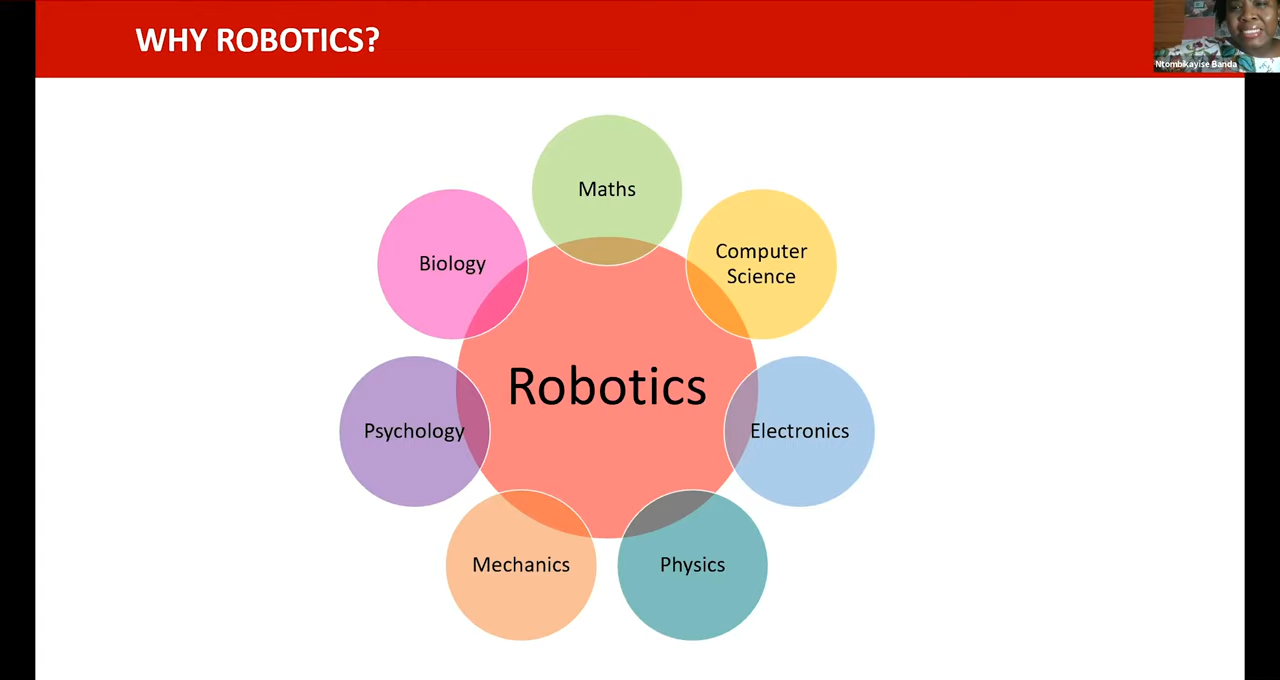 WHY ROBOTICS?
Ntombikayise Banda
Maths
Computer
Science
Biology
Robotics
Psychology
Electronics
Mechanics
Physics